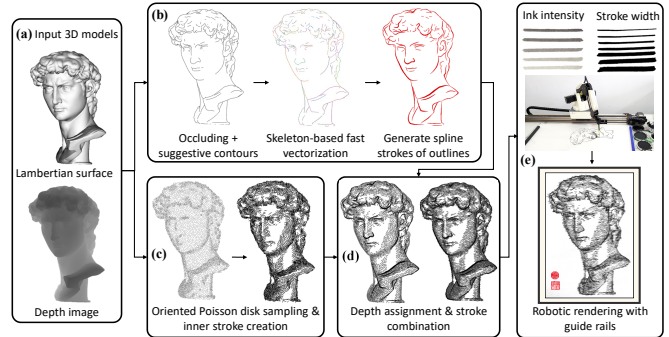 (a) Input 3D models
Lambertian surface
Depth image
(b)
Occluding +
suggestive contours
Skeleton-based fast
vectorization
Generate spline
strokes of outlines
(c)
Oriented Poisson disk sampling &
inner stroke creation
(d)
Depth assignment & stroke
combination
Ink intensity
Stroke width
(e)
Robotic rendering with
guide rails